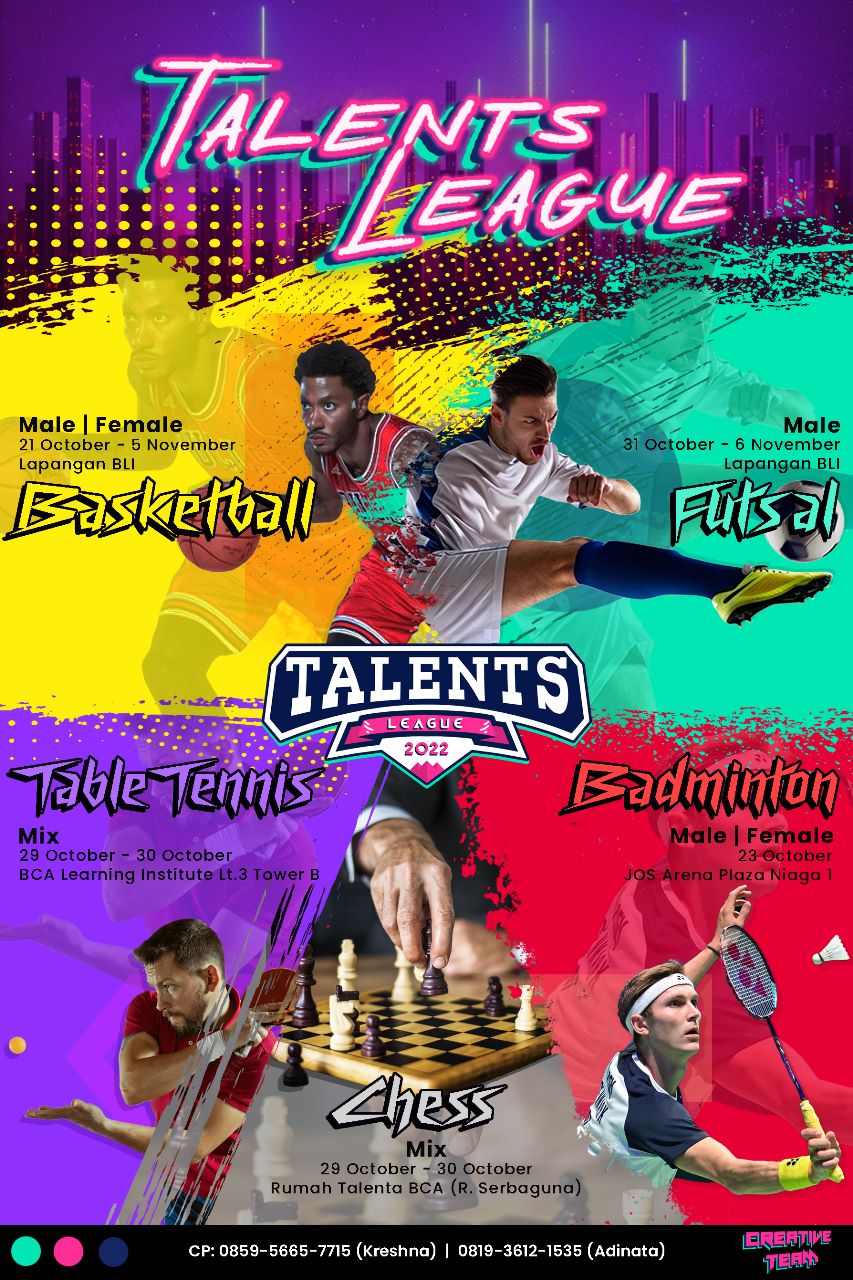 TALENTS
LEAGUE
Male | Female
21 October - 5 November
Lapangan BLI
Basketball
Male
31 October - 6 November
Lapangan BLI
Futsal
TALENTS
LEAGUE
2022
Table Tennis
Mix
29 October - 30 October
BCA Learning Institute Lt.3 Tower B
Badminton
Male | Female
23 October
JOS Arena Plaza Niaga 1
Chess
Mix
29 October - 30 October
Rumah Talenta BCA (R. Serbaguna)
CP: 0859-5665-7715 (Kreshna) | 0819-3612-1535 (Adinata)
CREATIVE
TEAM